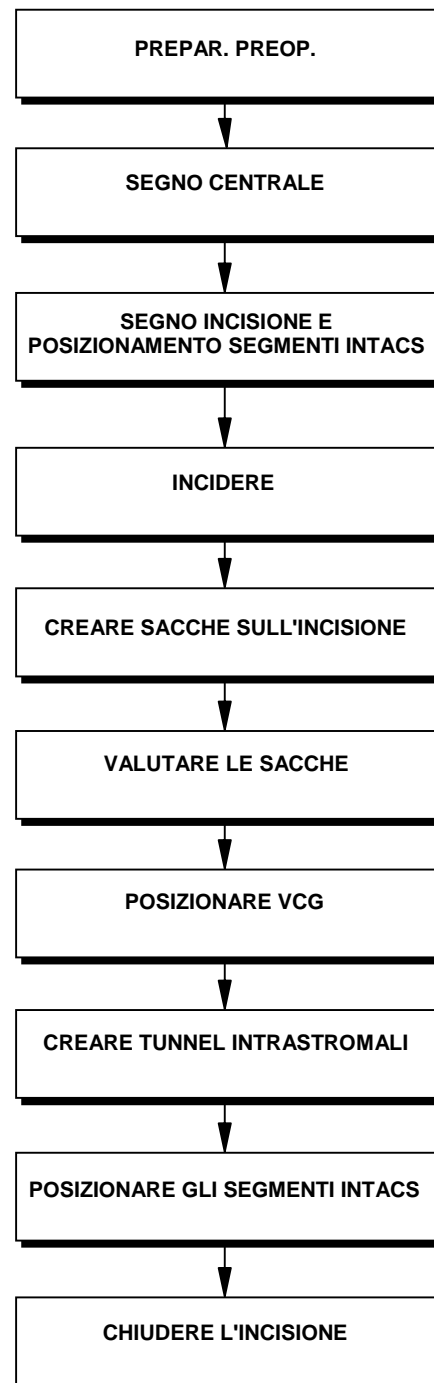 PREPAR. PREOP.
SEGNO CENTRALE
SEGNO INCISIONE E
POSIZIONAMENTO SEGMENTI INTACS
INCIDERE
CREARE SACCHE SULL'INCISIONE
VALUTARE LE SACCHE
POSIZIONARE VCG
CREARE TUNNEL INTRASTROMALI
POSIZIONARE GLI SEGMENTI INTACS
CHIUDERE L'INCISIONE